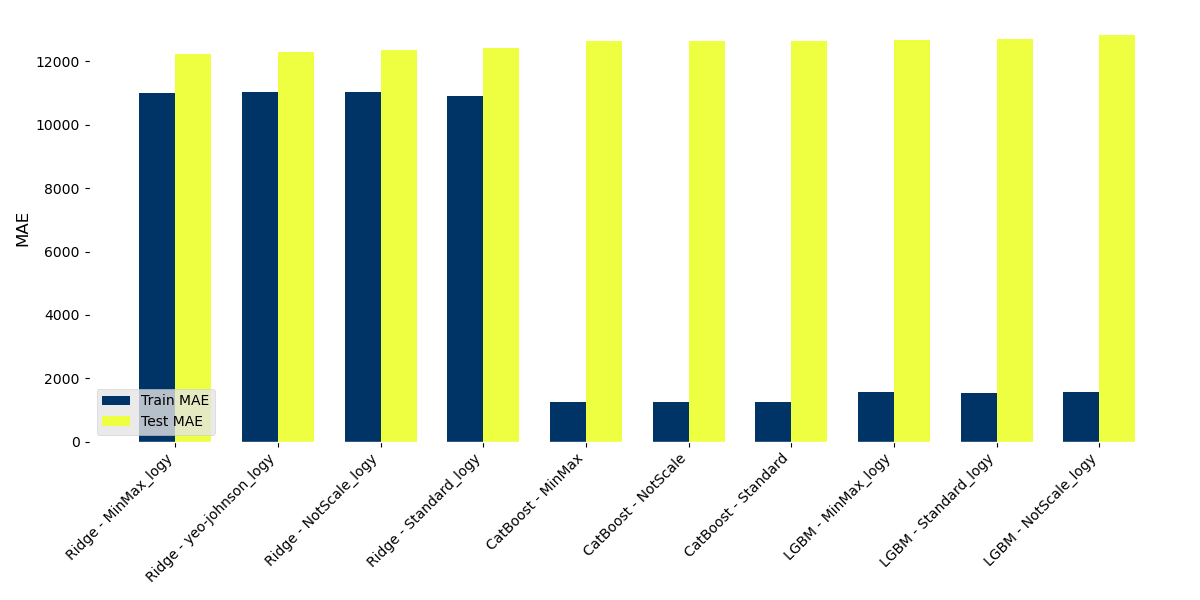 MAE
12000
10000
8000
6000
4000
2000
0
Train MAE
Test MAE
Ridge - MinMax_logy
Ridge - yeo-johnson_logy
Ridge - NotScale_logy
Ridge - Standard_logy
CatBoost - MinMax
CatBoost - NotScale
CatBoost - Standard
LGBM - MinMax_logy
LGBM - Standard_logy
LGBM - NotScale_logy